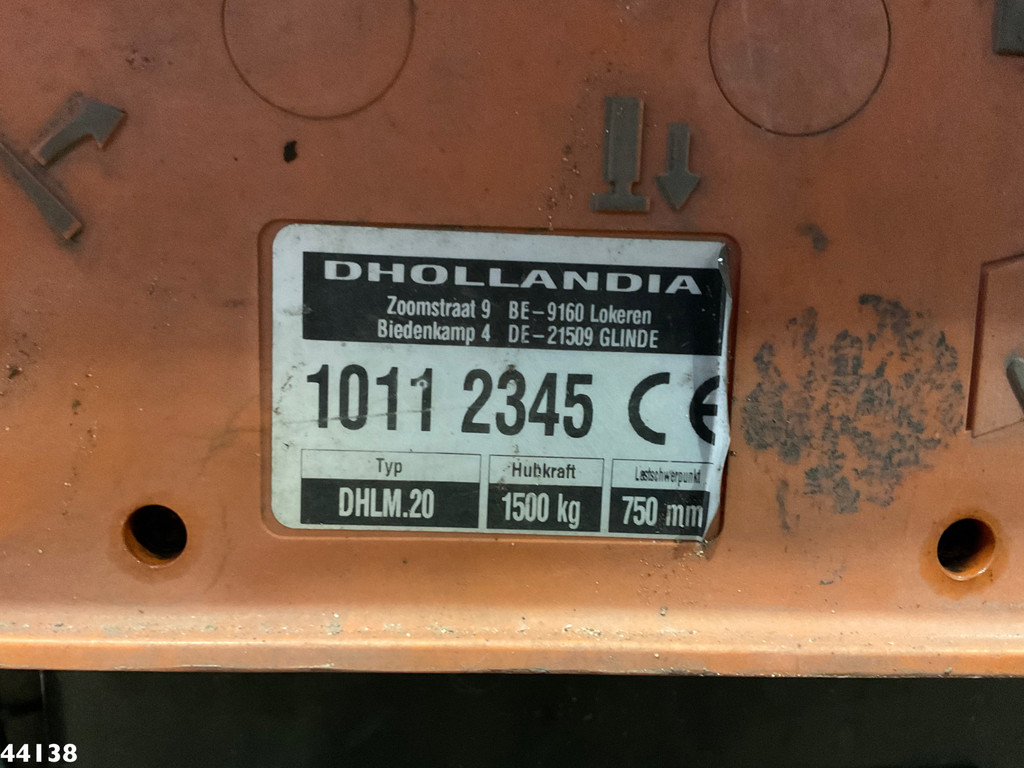 DHOLLANDIA
Zoomstraat 9 BE-9160 Lokeren
Biedenkamp 4 DE-21509 GLINDE
1011 2345 CE
Typ Hubkraft Lastschwerpunkt
DHLM.20 1500 kg 750 mm
44138